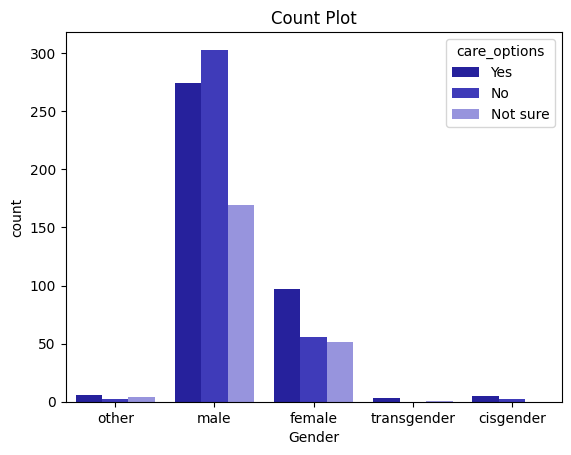 Count Plot
care_options
Yes
No
Not sure
count
300
250
200
150
100
50
0
other male female transgender cisgender
Gender